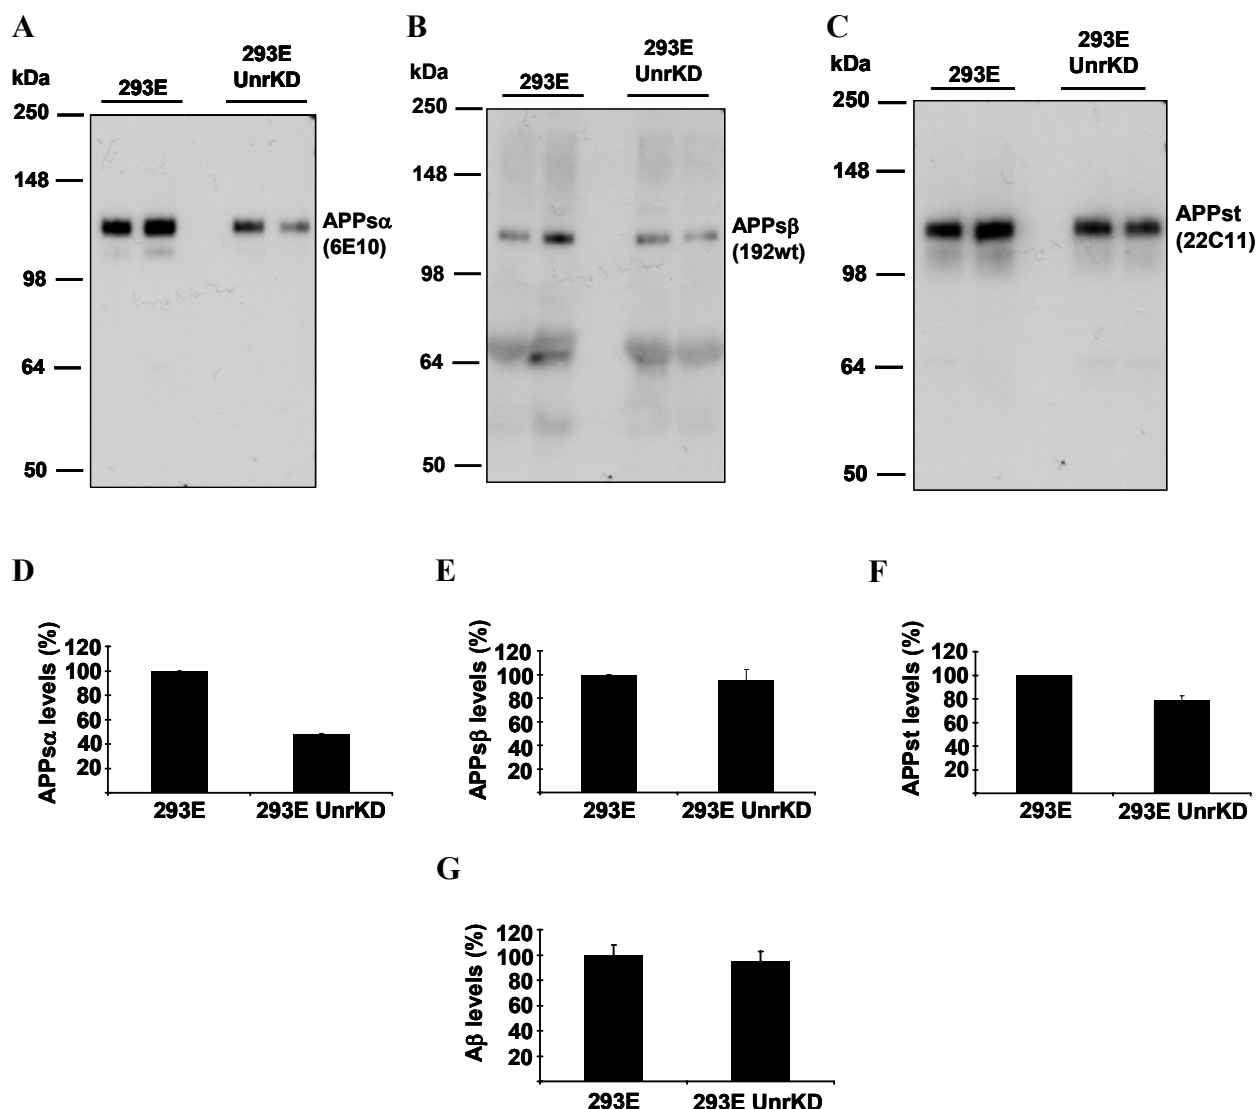 A
kDa
293E
293E
UnrKD
250
148
98
64
50
APPsα
(6E10)
B
kDa
293E
293E
UnrKD
250
148
98
64
50
APPsβ
(192wt)
C
kDa
293E
293E
UnrKD
250
148
98
64
50
APPst
(22C11)
D
APPsα levels (%)
120
100
80
60
40
20
293E
293E UnrKD
E
APPsβ levels (%)
120
100
80
60
40
20
293E
293E UnrKD
F
APPst levels (%)
120
100
80
60
40
20
293E
293E UnrKD
G
Aβ levels (%)
120
100
80
60
40
20
293E
293E UnrKD